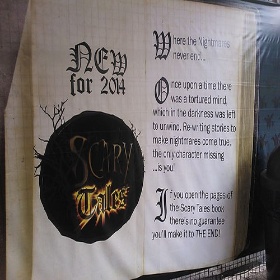 NEW
for 2014
Scary
Tales
Where the Nightmares
never end...
Once upon a time there
was a tortured mind,
which in the darkness was left
to unwind. Re-writing stories to
make nightmares come true,
the only character missing
...is you!
If you open the pages of
the Scary Tales book,
there's no guarantee
you'll make it to THE END!